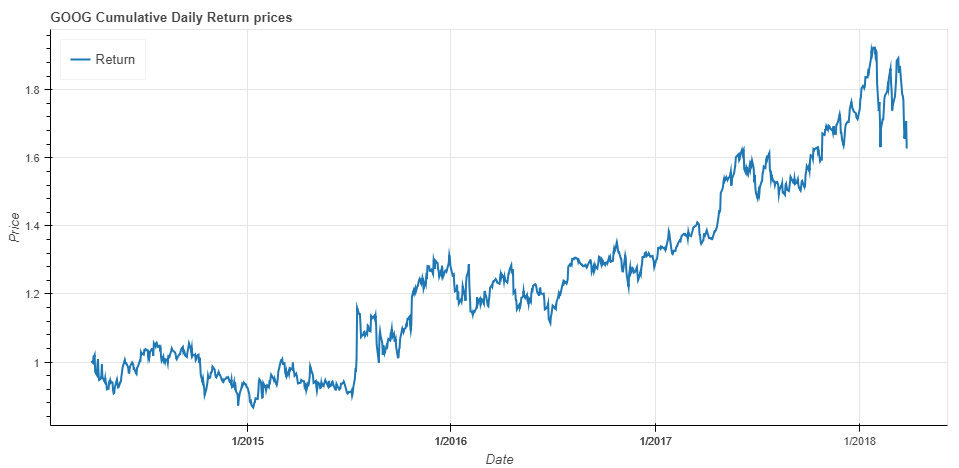 GOOG Cumulative Daily Return prices
Return
1.8
1.6
1.4
1.2
1
Price
1/2015
1/2016
1/2017
1/2018
Date